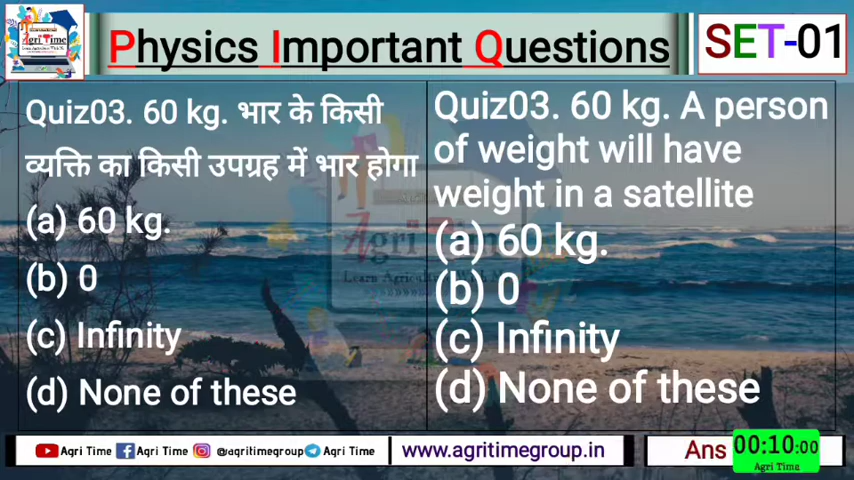 Agri Time
Physics Important Questions
SET-01
Quiz03. 60 kg. भार के किसी
व्यक्ति का किसी उपग्रह में भार होगा
(a) 60 kg.
(b) 0
(c) Infinity
(d) None of these
Quiz03. 60 kg. A person
of weight will have
weight in a satellite
(a) 60 kg.
(b) 0
(c) Infinity
(d) None of these
Agri Time
Agri Time
@agritimegroup
Agri Time
www.agritimegroup.in
Ans
00:10:00
Agri Time